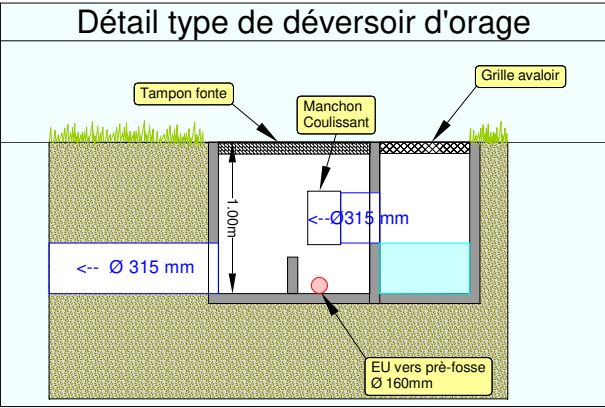 Détail type de déversoir d'orage
Grille avaloir
Tampon fonte
Manchon
Coulissant
1.00m
<--Ø315 mm
<-- Ø 315 mm
EU vers prè-fosse
Ø 160mm